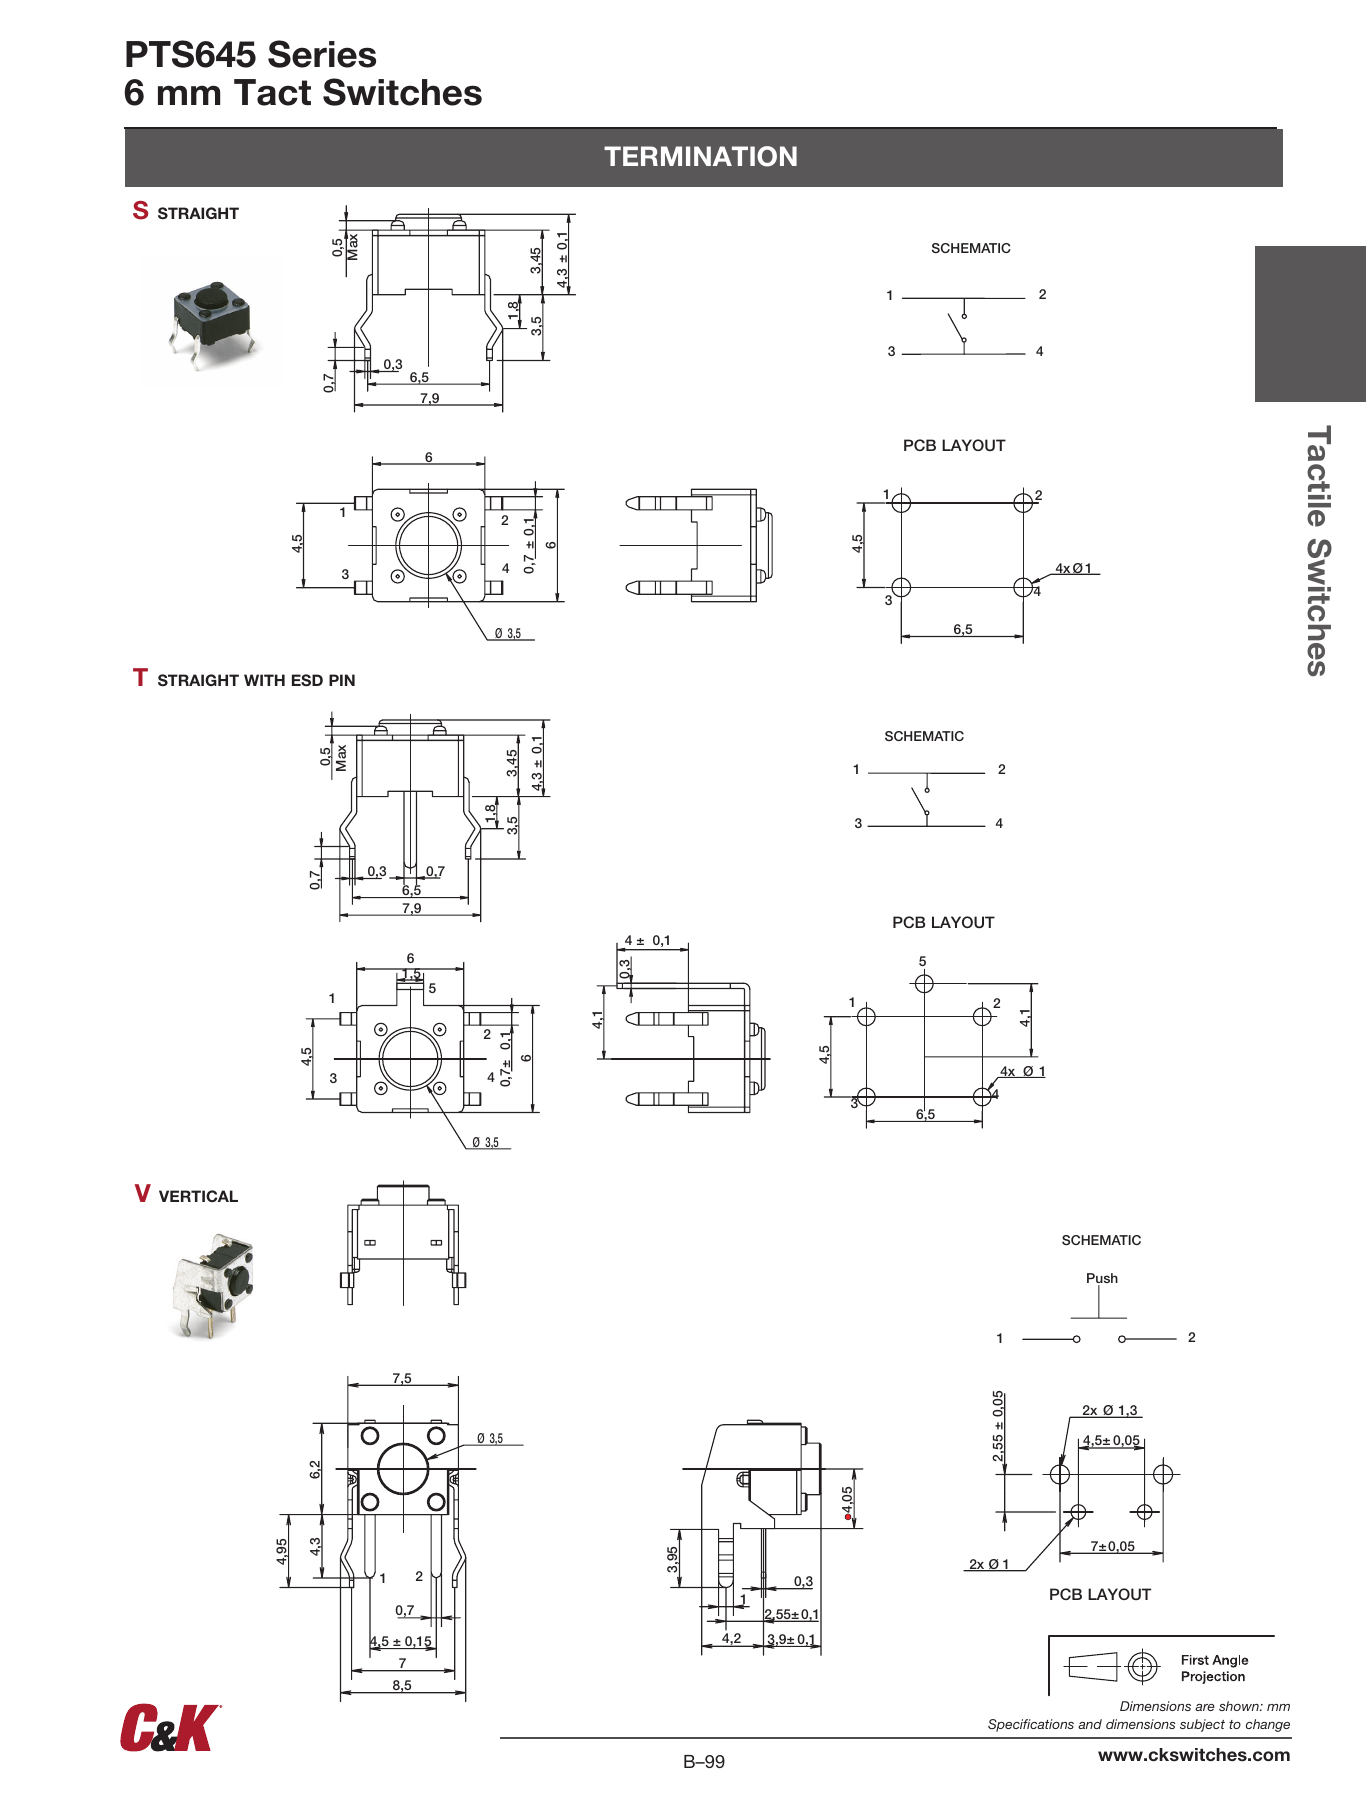 PTS645 Series
6 mm Tact Switches
TERMINATION
Tactile Switches
S STRAIGHT
0,5
Max
3,45
4,3 ± 0,1
1,8
3,5
0,7
0,3
6,5
7,9
SCHEMATIC
1 2
3 4
6
4,5
1
2
3
4
0,7 ± 0,1
6
Ø 3,5
PCB LAYOUT
1 2
4,5
4xØ1
3 4
6,5
T STRAIGHT WITH ESD PIN
0,5
Max
3,45
4,3 ± 0,1
1,8
3,5
0,7
0,3 0,7
6,5
7,9
SCHEMATIC
1 2
3 4
6
1,5
5
1
2
4,5
3 4
0,7± 0,1
6
Ø 3,5
4 ± 0,1
0,3
4,1
PCB LAYOUT
5
1 2
4,1
4,5
4x Ø 1
3 4
6,5
V VERTICAL
SCHEMATIC
Push
1 2
7,5
Ø 3,5
6,2
4,95
4,3
1 2
0,7
4,5 ± 0,15
7
8,5
4,05
3,95
0,3
1
2,55±0,1
4,2 3,9±0,1
2,55 ± 0,05
2x Ø 1,3
4,5±0,05
7±0,05
2x Ø 1
PCB LAYOUT
First Angle
Projection
Dimensions are shown: mm
Specifications and dimensions subject to change
C&K
B–99
www.ckswitches.com